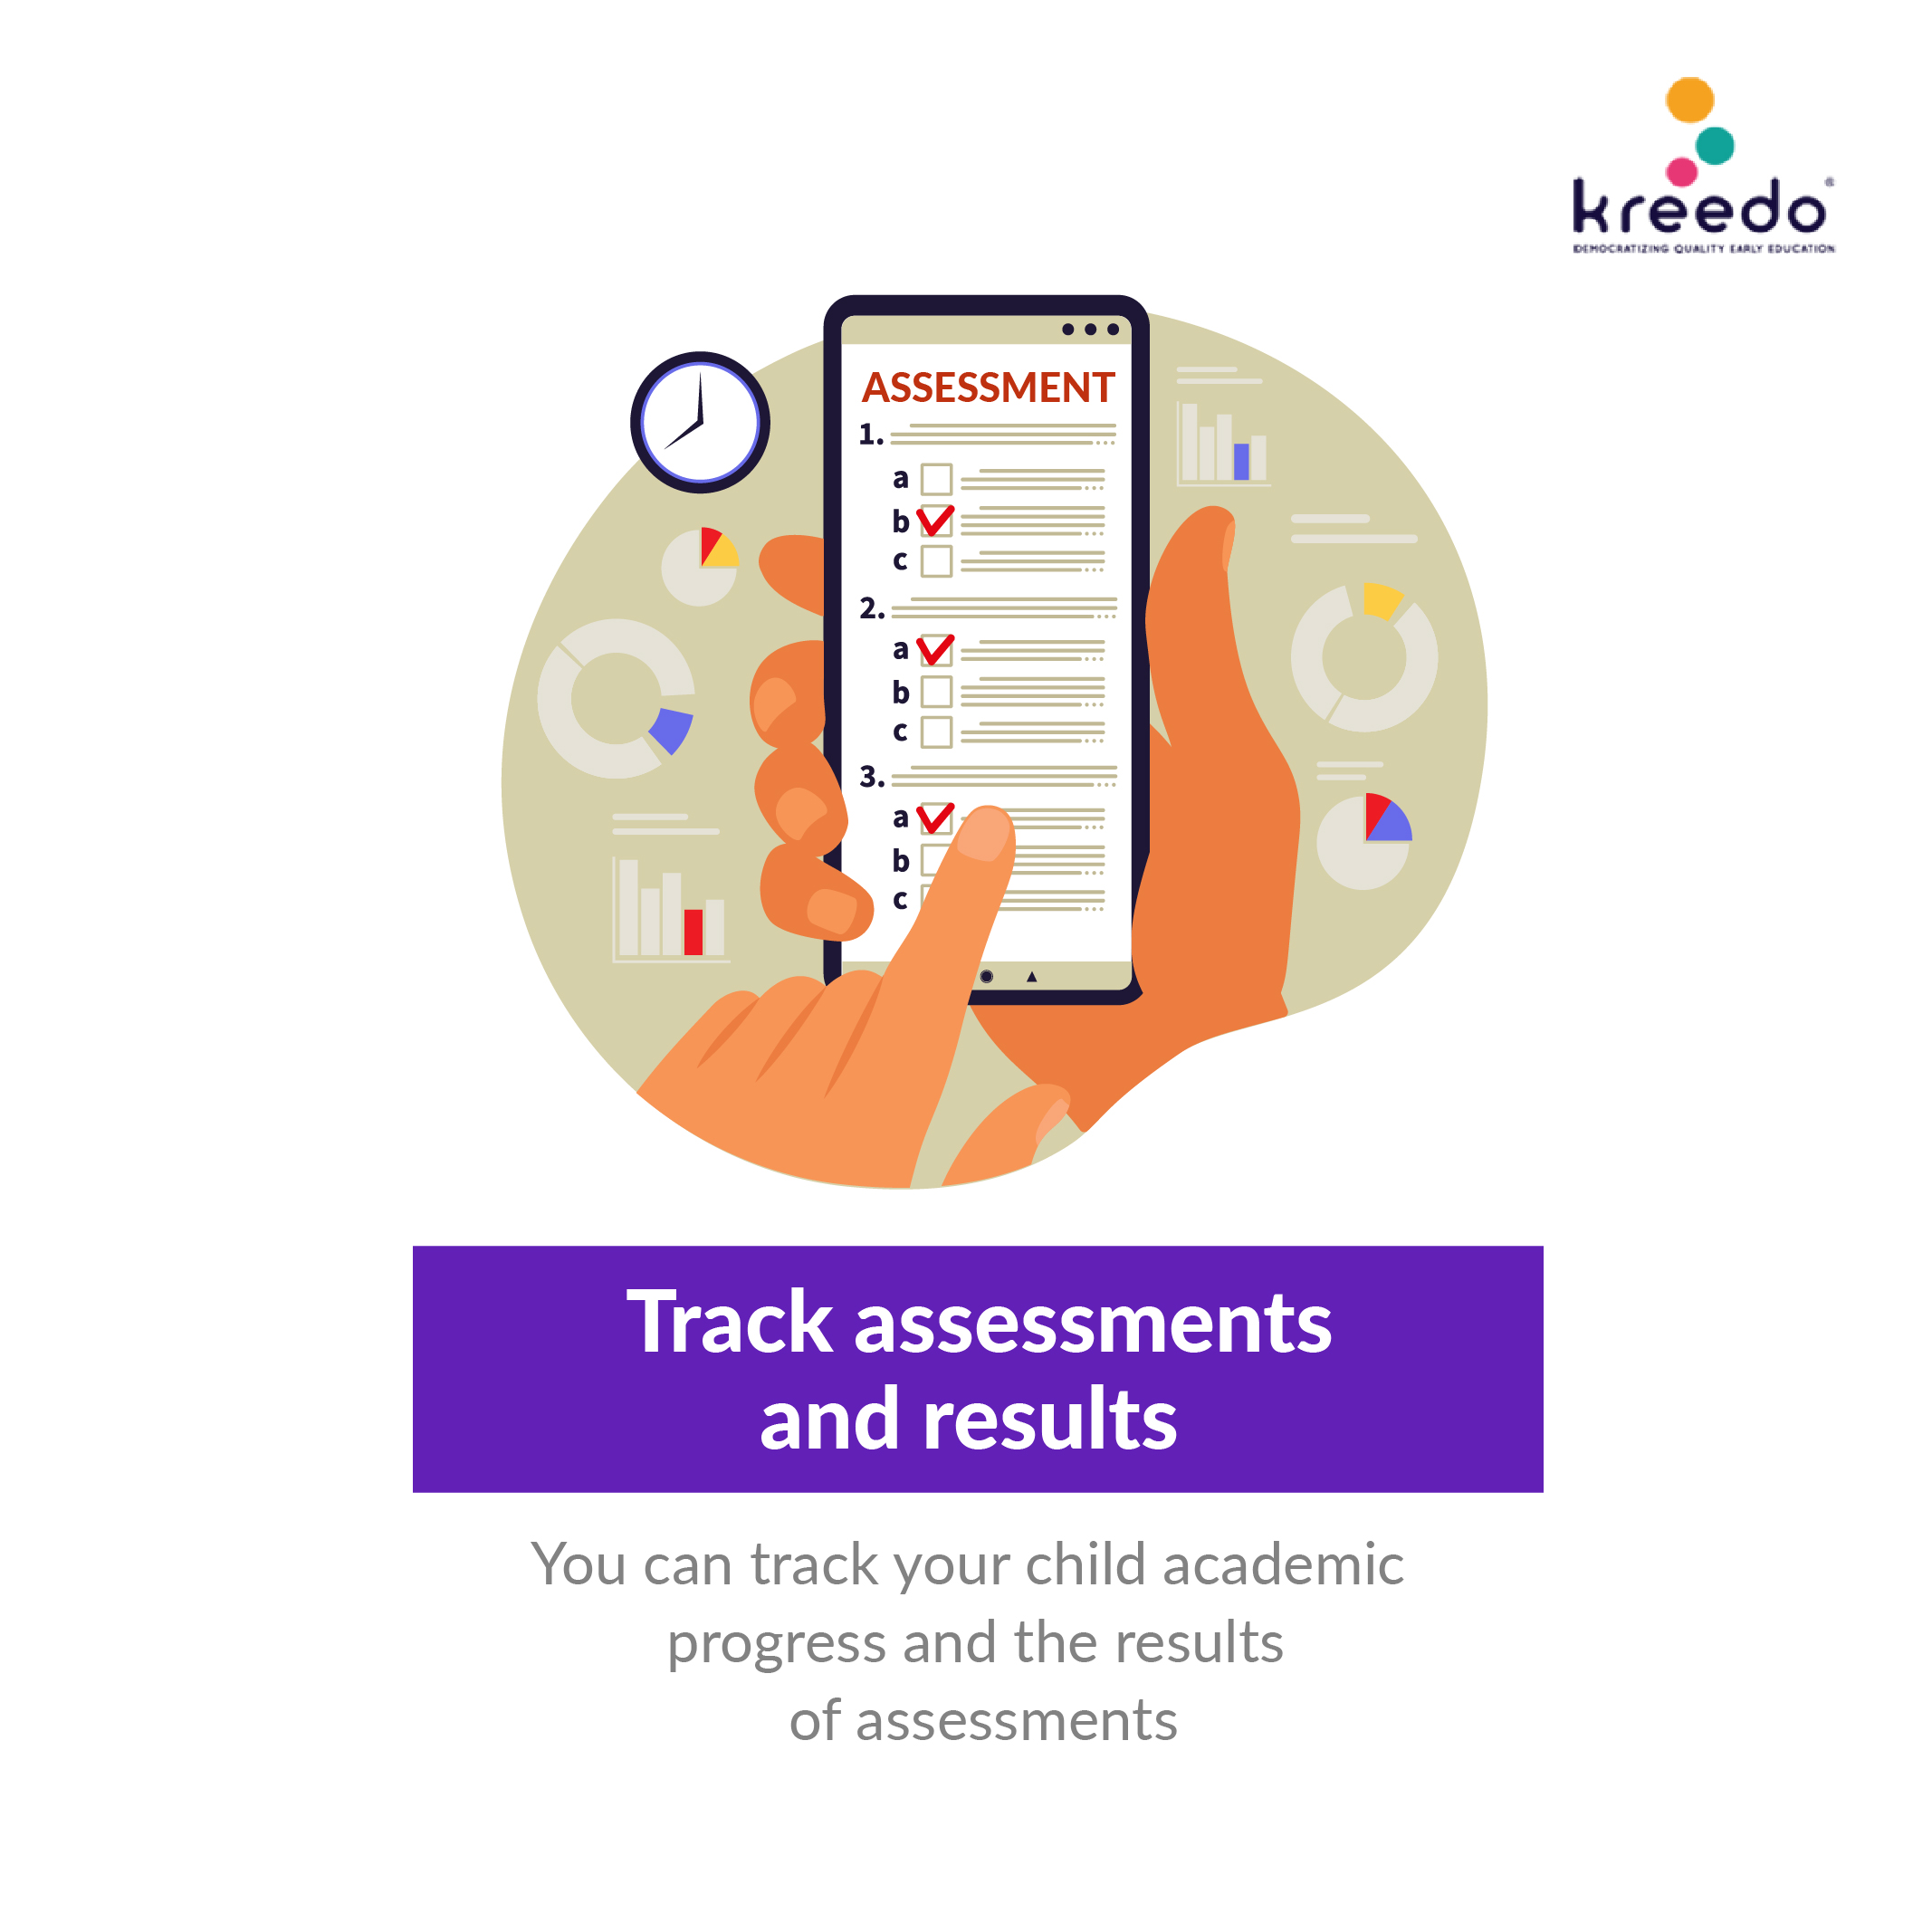 kreedo®
DEMOCRATIZING QUALITY EARLY EDUCATION
ASSESSMENT
1.
a
b
c
2.
a
b
c
3.
a
b
c
Track assessments
and results
You can track your child academic
progress and the results
of assessments